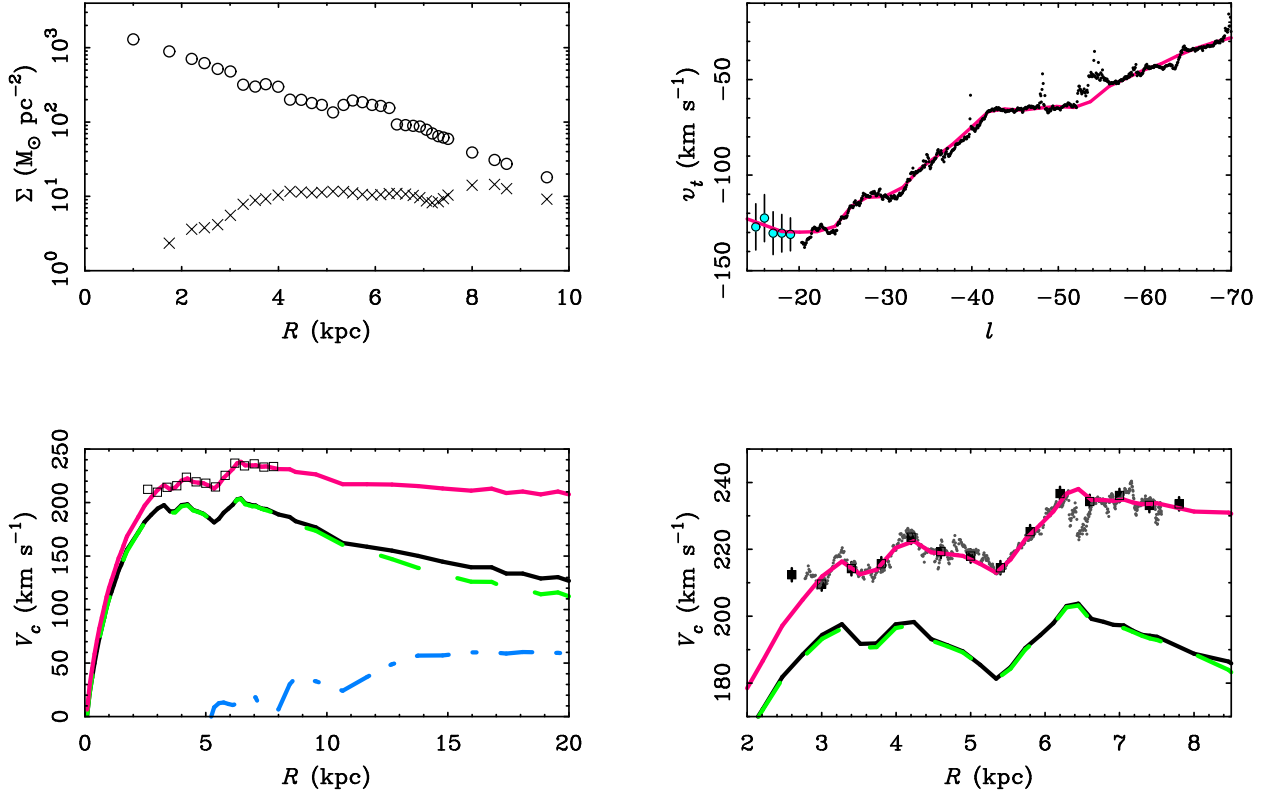 Σ (M⊙ pc⁻²)
10³
10²
10¹
10⁰
0 2 4 6 8 10
R (kpc)
v_t (km s⁻¹)
−50
−100
−150
−20 −30 −40 −50 −60 −70
l
V_c (km s⁻¹)
250
200
150
100
50
0
0 5 10 15 20
R (kpc)
V_c (km s⁻¹)
240
220
200
180
2 3 4 5 6 7 8
R (kpc)